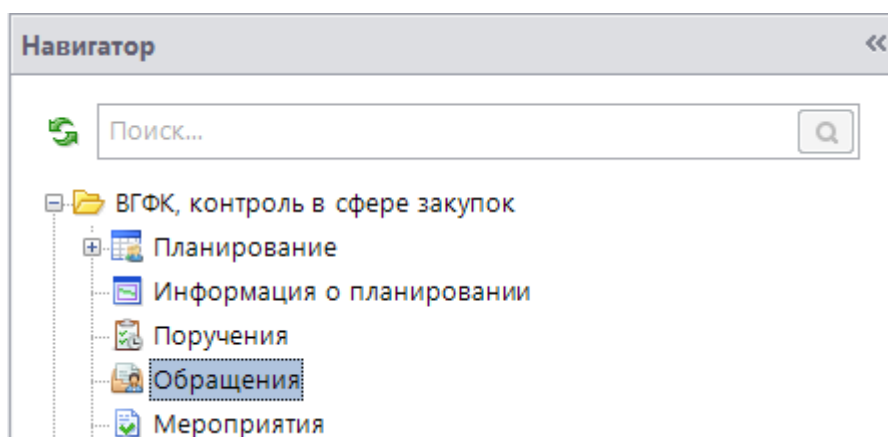 Навигатор
Поиск...
ВГФК, контроль в сфере закупок
Планирование
Информация о планировании
Поручения
Обращения
Мероприятия